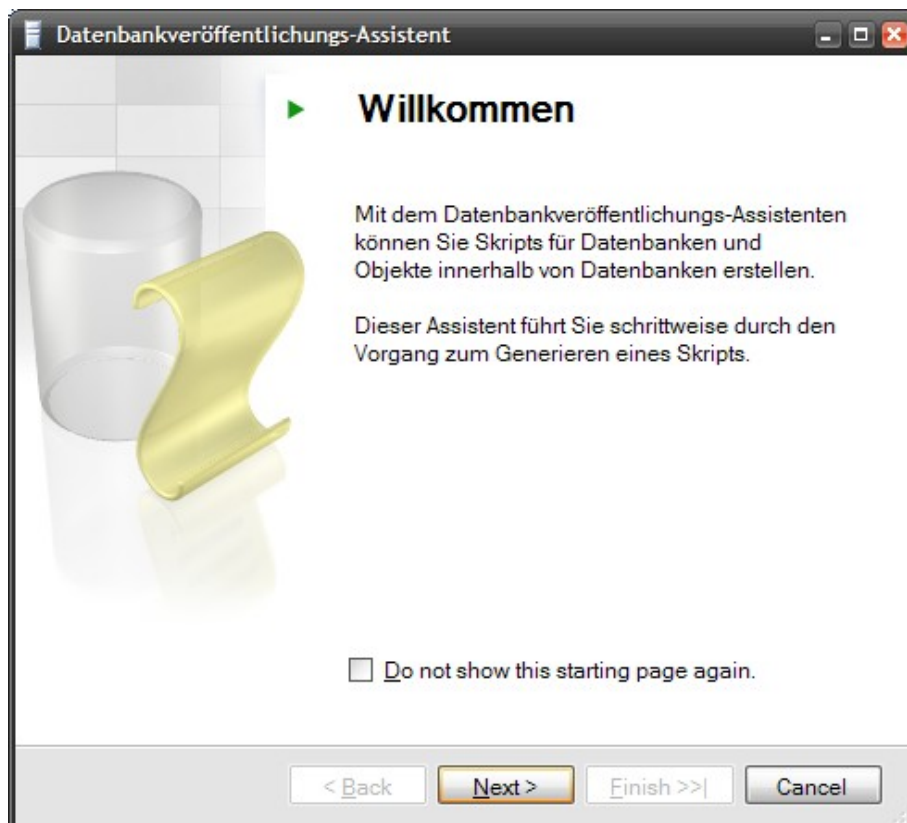 Datenbankveröffentlichungs-Assistent
Willkommen
Mit dem Datenbankveröffentlichungs-Assistenten
können Sie Skripts für Datenbanken und
Objekte innerhalb von Datenbanken erstellen.
Dieser Assistent führt Sie schrittweise durch den
Vorgang zum Generieren eines Skripts.
Do not show this starting page again.
< Back
Next >
Finish >>|
Cancel